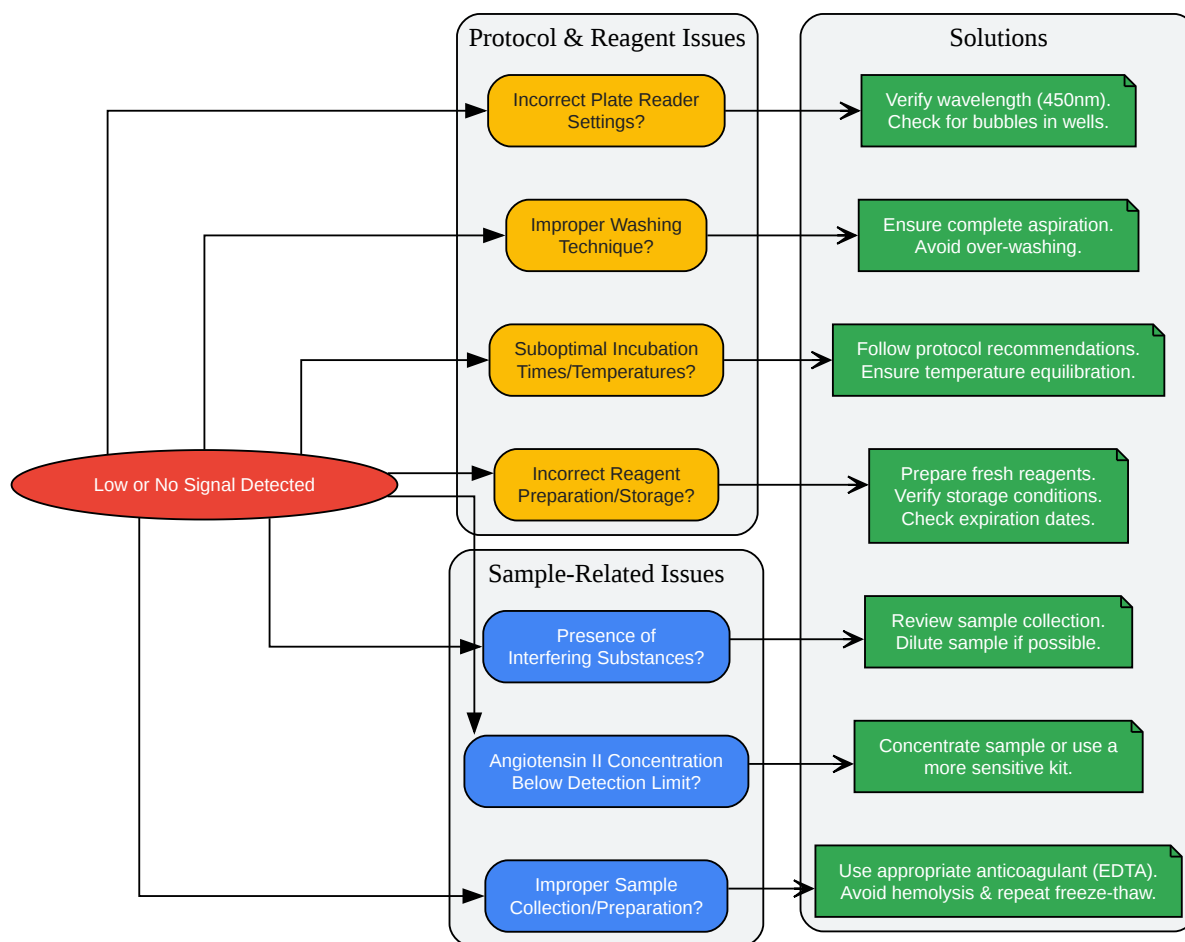 Protocol & Reagent Issues
Solutions
Incorrect Plate Reader
Settings?
Verify wavelength (450nm).
Check for bubbles in wells.
Improper Washing
Technique?
Ensure complete aspiration.
Avoid over-washing.
Suboptimal Incubation
Times/Temperatures?
Follow protocol recommendations.
Ensure temperature equilibration.
Low or No Signal Detected
Incorrect Reagent
Preparation/Storage?
Prepare fresh reagents.
Verify storage conditions.
Check expiration dates.
Sample-Related Issues
Presence of
Interfering Substances?
Review sample collection.
Dilute sample if possible.
Angiotensin II Concentration
Below Detection Limit?
Concentrate sample or use a
more sensitive kit.
Improper Sample
Collection/Preparation?
Use appropriate anticoagulant (EDTA).
Avoid hemolysis & repeat freeze-thaw.